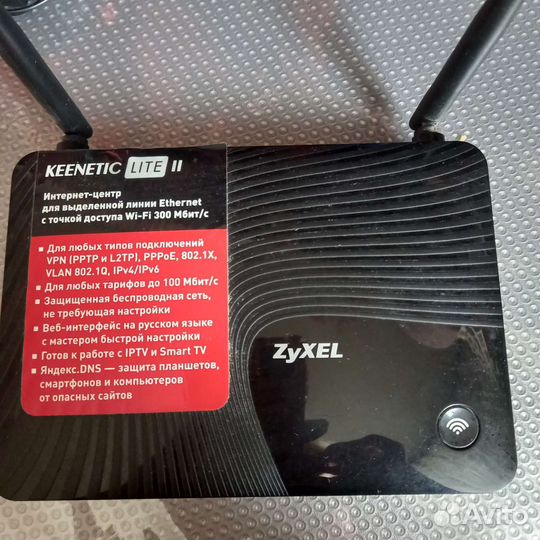 KEENETIC LITE II
Интернет-центр
для выделенной линии Ethernet
с точкой доступа Wi-Fi 300 Мбит/с
Для любых типов подключений
VPN (PPTP и L2TP), PPPoE, 802.1X,
VLAN 802.1Q, IPv4/IPv6
Для любых тарифов до 100 Мбит/с
Защищенная беспроводная сеть,
не требующая настройки
Веб-интерфейс на русском языке
с мастером быстрой настройки
Готов к работе с IPTV и Smart TV
Яндекс.DNS — защита планшетов,
смартфонов и компьютеров
от опасных сайтов
ZyXEL
Avito